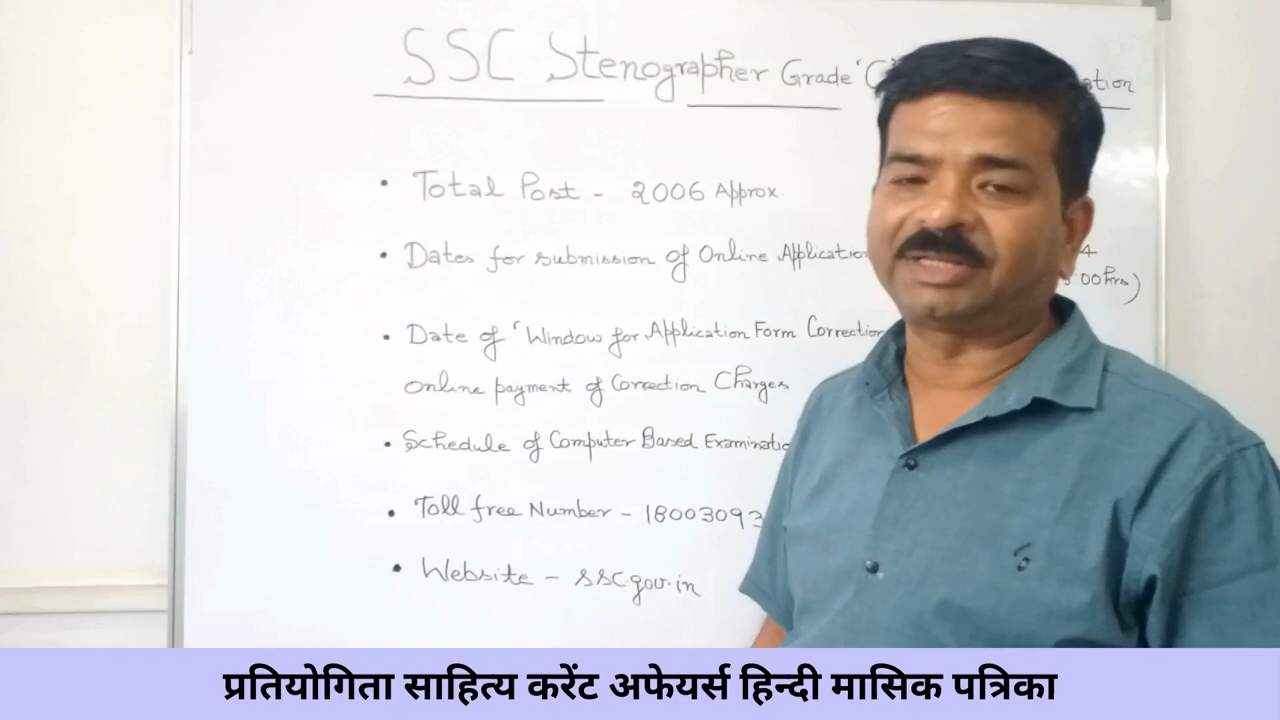 SSC Stenographer Grade 'C
• Total Post - 2006 Approx.
• Dates for submission of Online Application 4
00hrs)
• Date of 'Window for Application Form Correction
online payment of Correction Charges
• Schedule of Computer Based
• Toll free Number - 18003093
• Website - ssc.gov.in
प्रतियोगिता साहित्य करेंट अफेयर्स हिन्दी मासिक पत्रिका